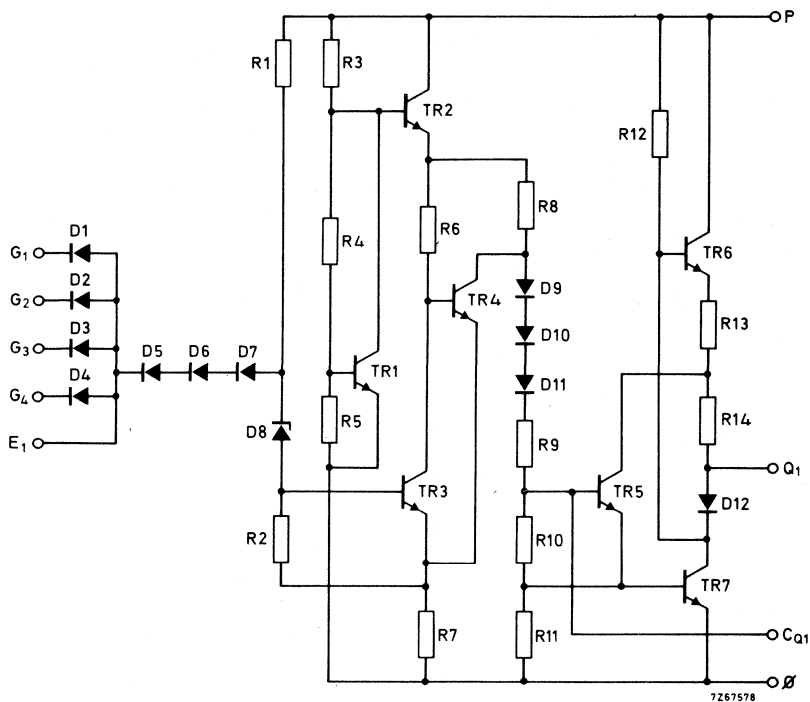 P
R1
R3
TR2
R12
R8
D1
G1
R4
R6
TR6
D2
G2
TR4
D9
D3
R13
G3
D10
D5 D6 D7
D4
TR1
G4
D11
R14
R5
D8
E1
R9
Q1
TR3
TR5
D12
R2
R10
TR7
R7
R11
CQ1
Ø
7Z67578